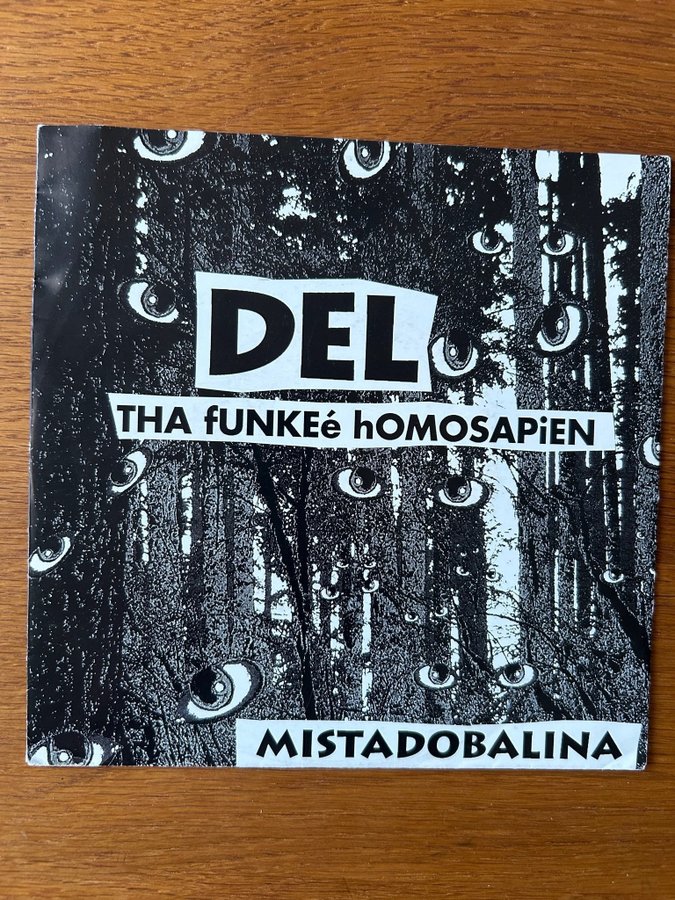 DEL
THA fUNKEé hOMOSAPiEN
MISTADOBALINA